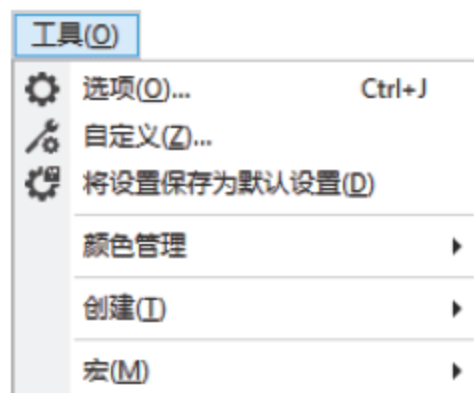 工具(O)
选项(O)... Ctrl+J
自定义(Z)...
将设置保存为默认设置(D)
颜色管理
创建(T)
宏(M)